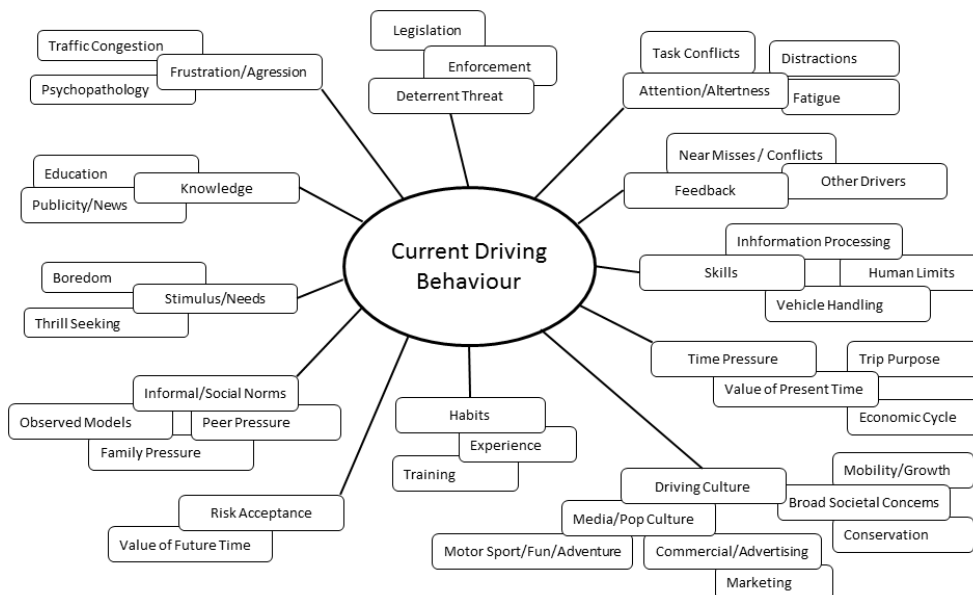 Legislation
Traffic Congestion
Task Conflicts
Distractions
Enforcement
Frustration/Agression
Psychopathology
Deterrent Threat
Attention/Altertness
Fatigue
Near Misses / Conflicts
Education
Knowledge
Feedback
Other Drivers
Publicity/News
Current Driving
Behaviour
Inhformation Processing
Boredom
Skills
Human Limits
Stimulus/Needs
Vehicle Handling
Thrill Seeking
Time Pressure
Trip Purpose
Informal/Social Norms
Value of Present Time
Observed Models
Peer Pressure
Habits
Economic Cycle
Family Pressure
Experience
Training
Mobility/Growth
Driving Culture
Broad Societal Concerns
Risk Acceptance
Media/Pop Culture
Conservation
Value of Future Time
Motor Sport/Fun/Adventure
Commercial/Advertising
Marketing